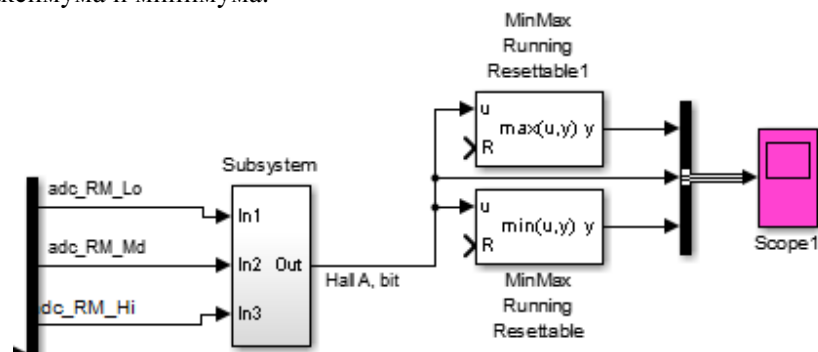 MinMax
Running
Resettable1
u
max(u,y) y
R
Subsystem
adc_RM_Lo
In1
adc_RM_Md
In2 Out
dc_RM_Hi
In3
Hall A, bit
u
min(u,y) y
R
MinMax
Running
Resettable
Scope1